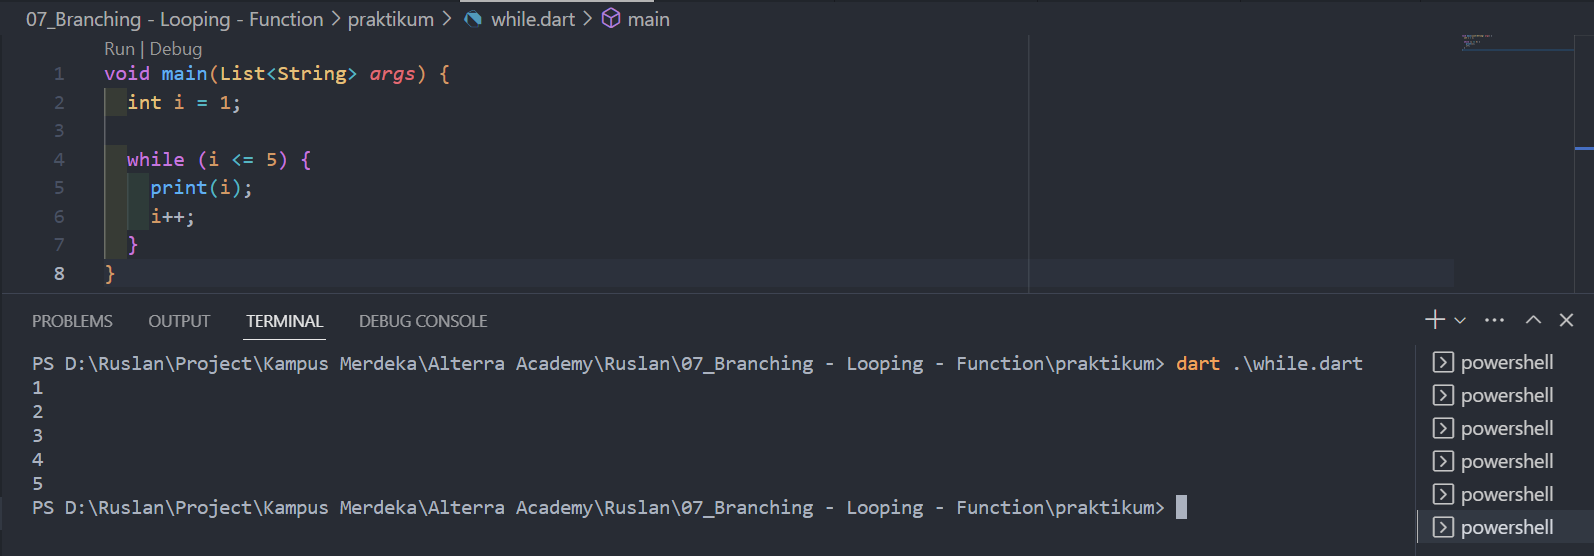 07_Branching - Looping - Function > praktikum > while.dart > main
Run | Debug
1 void main(List<String> args) {
2   int i = 1;
3
4   while (i <= 5) {
5     print(i);
6     i++;
7   }
8 }
PROBLEMS OUTPUT TERMINAL DEBUG CONSOLE
PS D:\Ruslan\Project\Kampus Merdeka\Alterra Academy\Ruslan\07_Branching - Looping - Function\praktikum> dart .\while.dart
1
2
3
4
5
PS D:\Ruslan\Project\Kampus Merdeka\Alterra Academy\Ruslan\07_Branching - Looping - Function\praktikum>
powershell
powershell
powershell
powershell
powershell
powershell